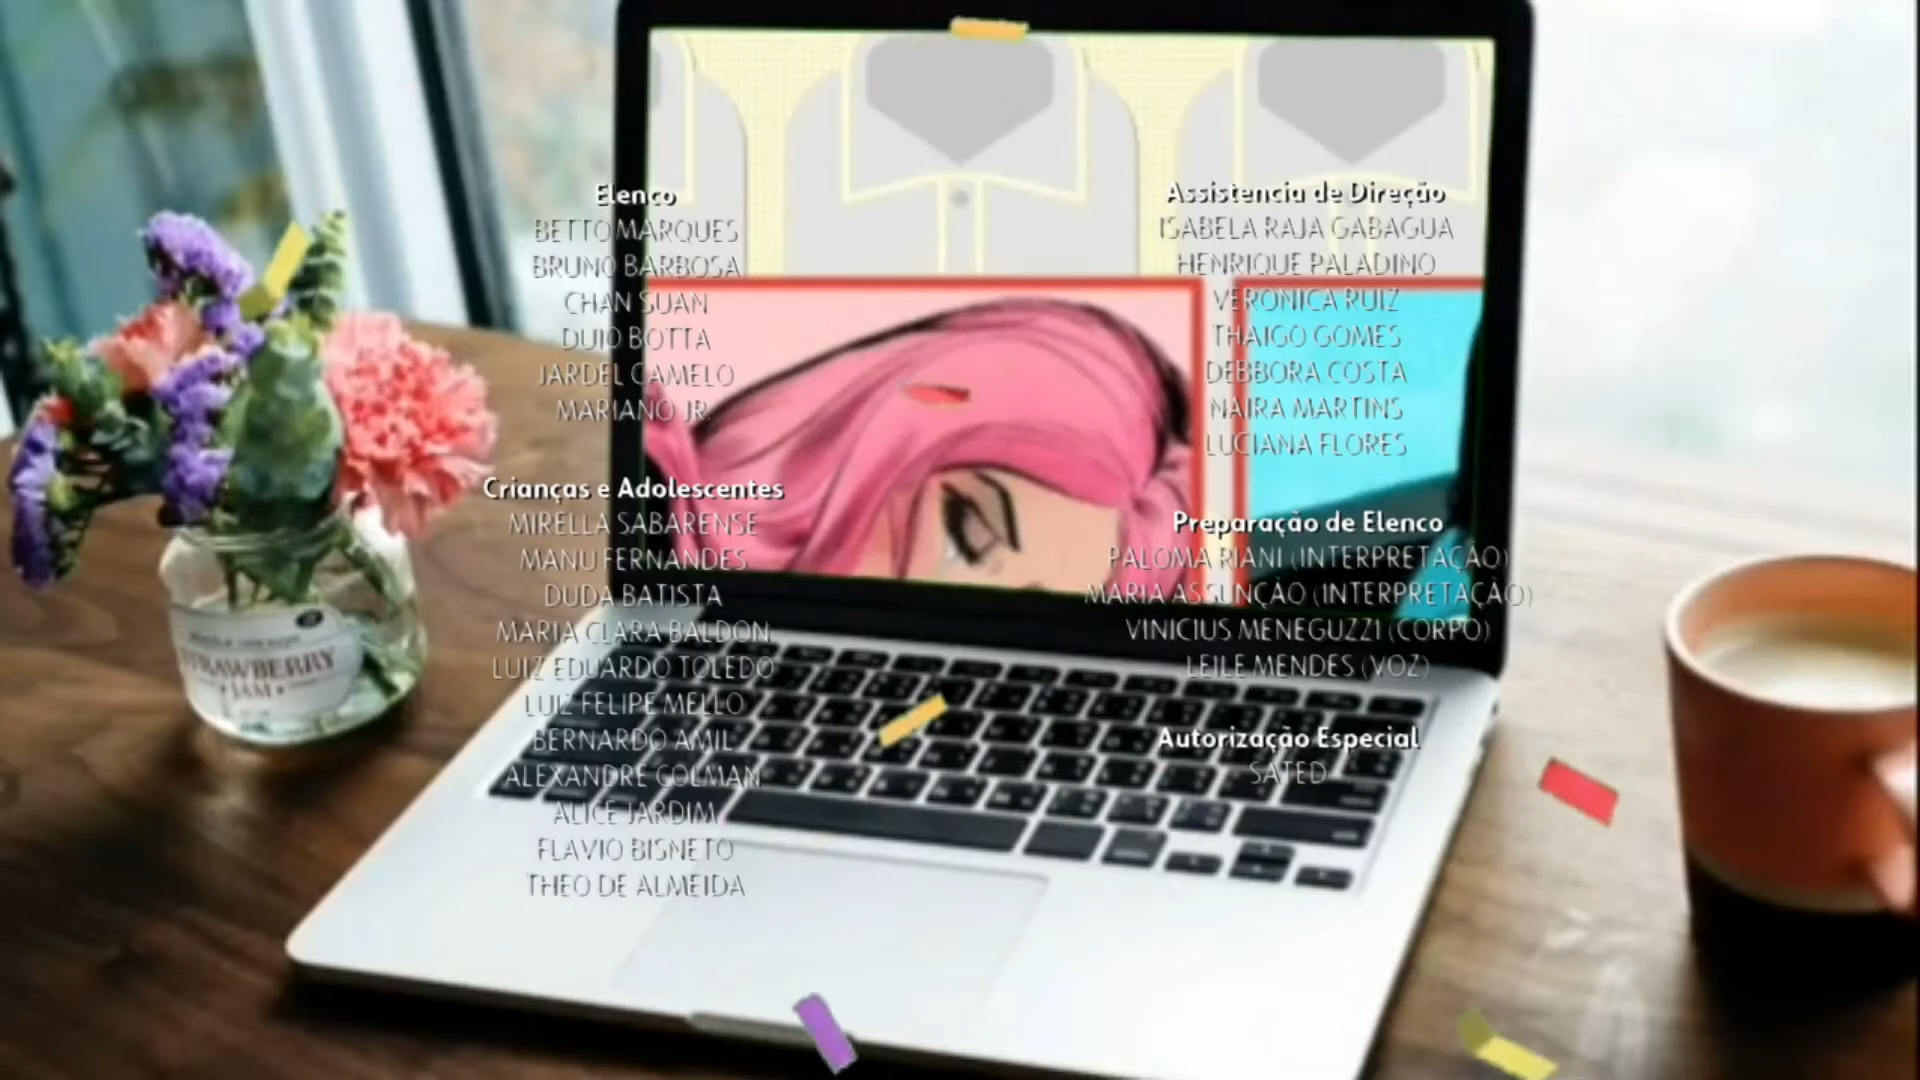 Elenco
BETTO MARQUES
BRUNO BARBOSA
CHAN SUAN
DUIO BOTTA
JARDEL CAMELO
MARIANO JR.
Crianças e Adolescentes
MIRELLA SABARENSE
MANU FERNANDES
DUDA BATISTA
MARIA CLARA BALDON
LUIZ EDUARDO TOLEDO
LUIZ FELIPE MELLO
BERNARDO AMIL
ALEXANDRE COLMAN
ALICE JARDIM
FLAVIO BISNETO
THEO DE ALMEIDA
Assistencia de Direção
ISABELA RAJA GABAGUA
HENRIQUE PALADINO
VERONICA RUIZ
THAIGO GOMES
DEBBORA COSTA
NAIRA MARTINS
LUCIANA FLORES
Preparação de Elenco
PALOMA RIANI (INTERPRETAÇÃO)
MARIA ASSUNÇÃO (INTERPRETAÇÃO)
VINICIUS MENEGUZZI (CORPO)
LEILE MENDES (VOZ)
Autorização Especial
SATED
STRAWBERRY
JAM